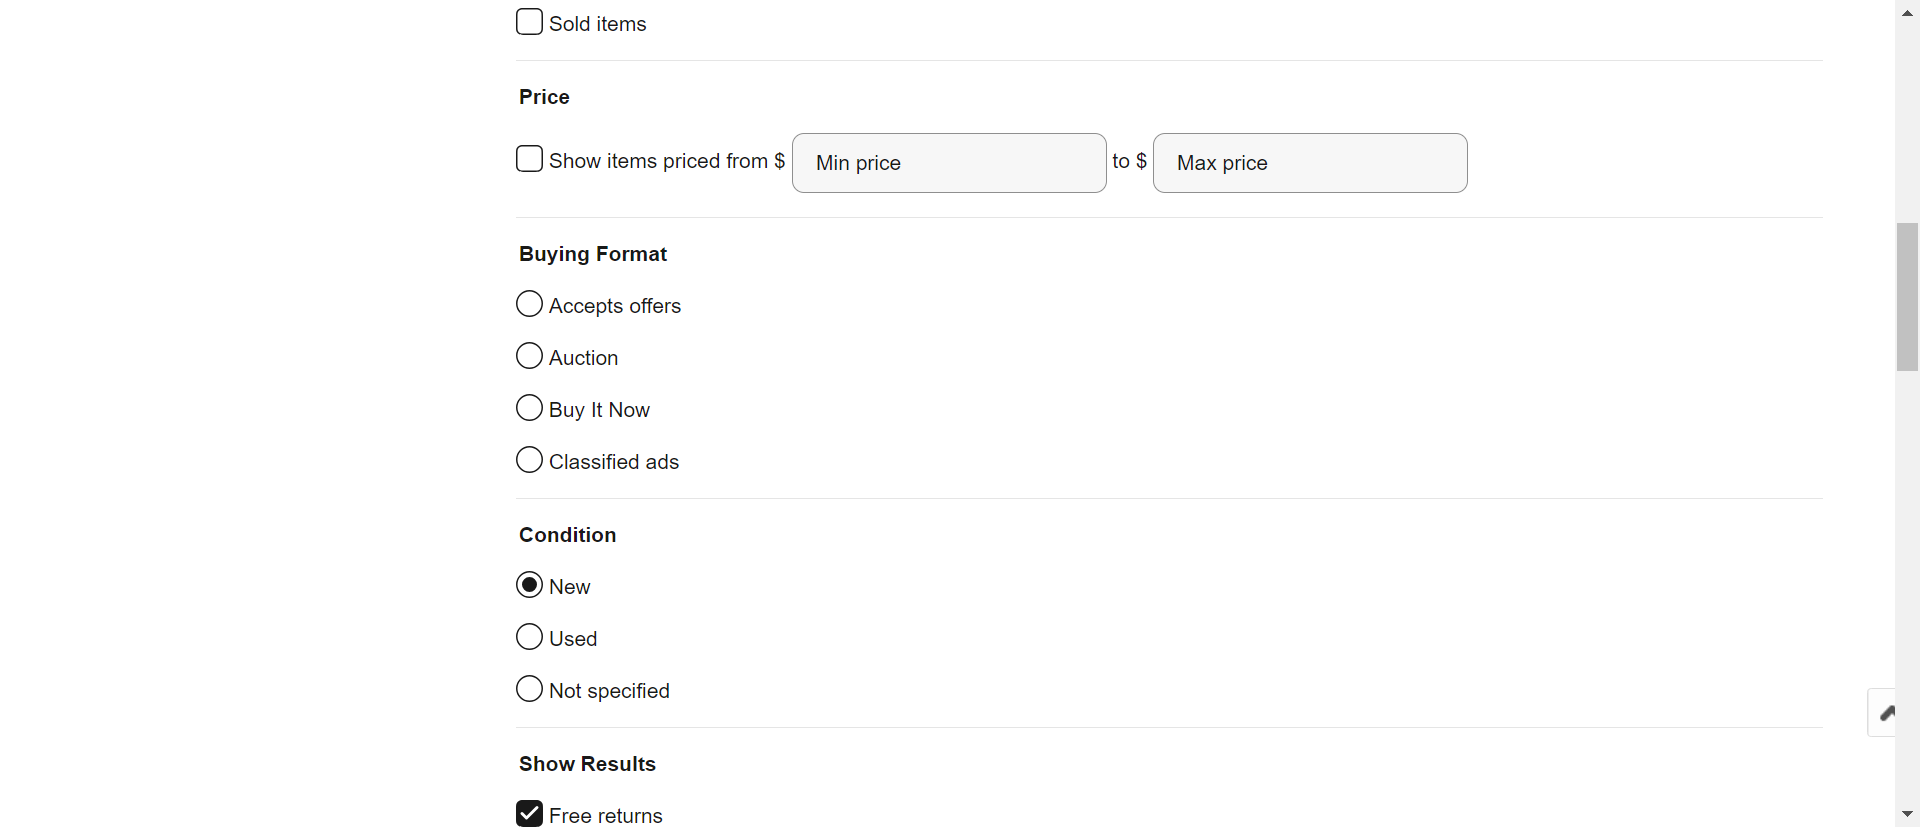 Sold items
Price
Show items priced from $ Min price to $ Max price
Buying Format
Accepts offers
Auction
Buy It Now
Classified ads
Condition
New
Used
Not specified
Show Results
Free returns